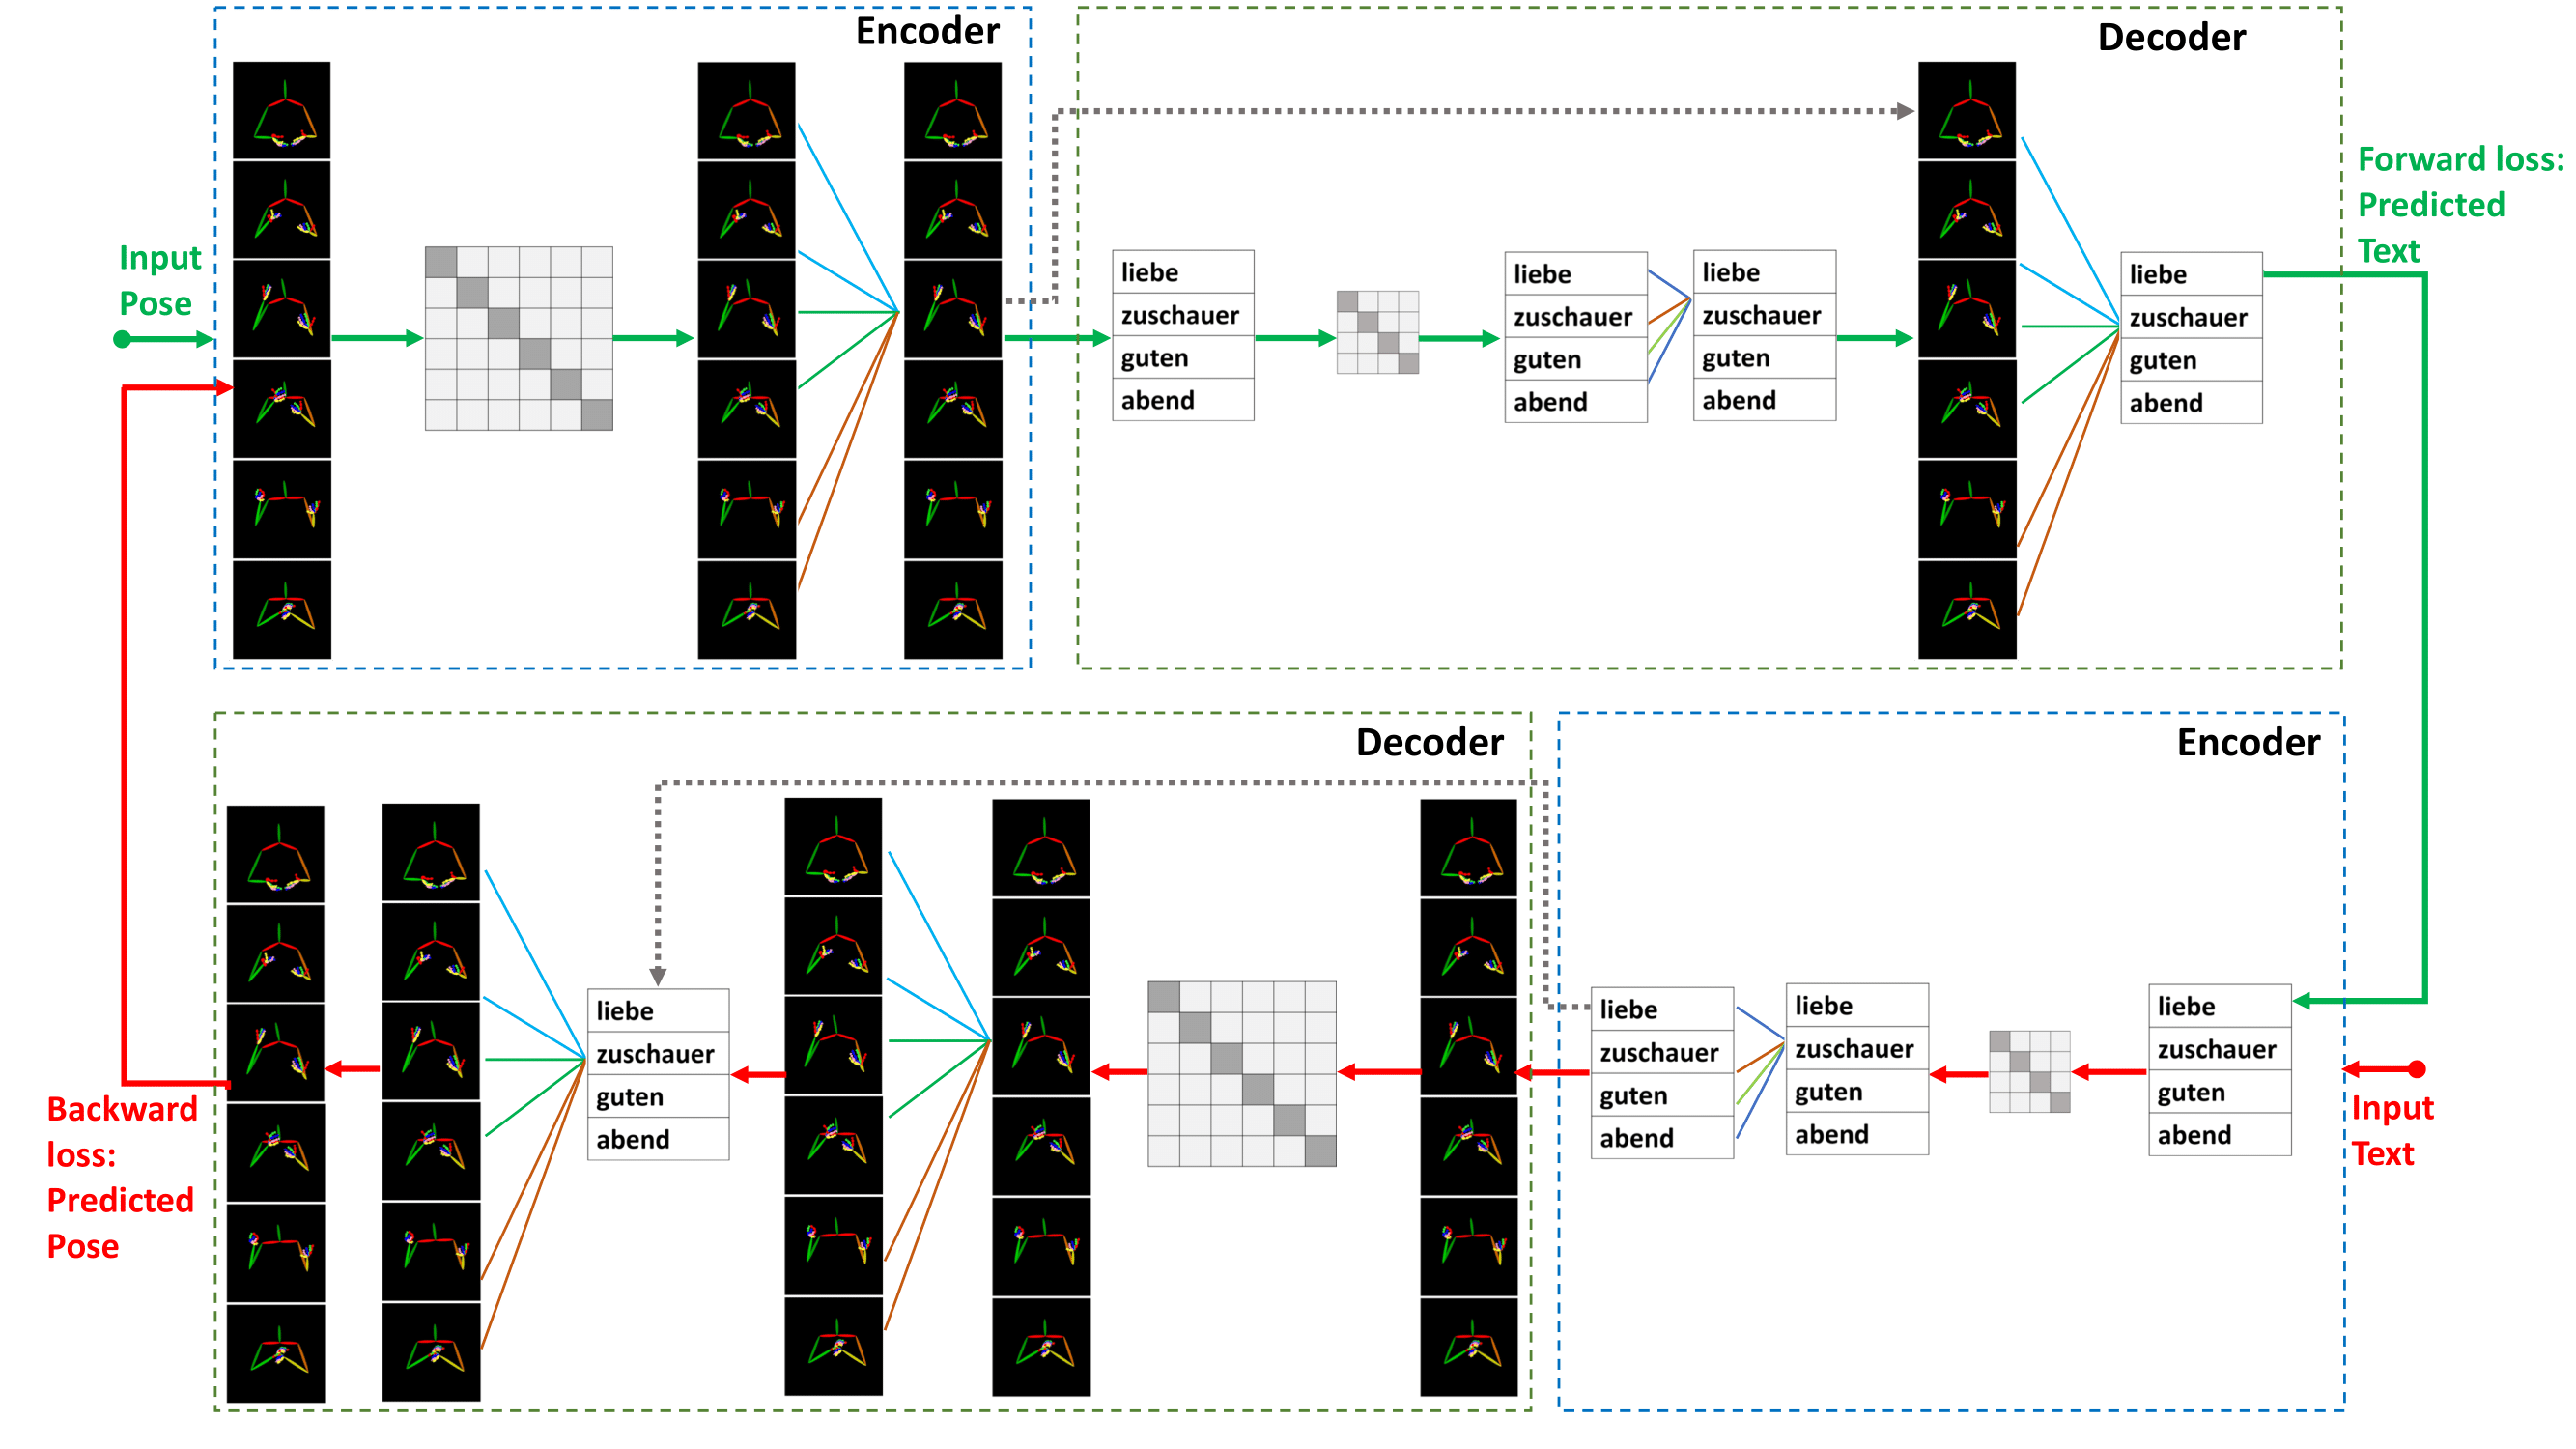 Encoder
Decoder
Input
Pose
liebe
zuschauer
guten
abend
liebe
zuschauer
guten
abend
liebe
zuschauer
guten
abend
liebe
zuschauer
guten
abend
Forward loss:
Predicted
Text
Decoder
Encoder
Backward
loss:
Predicted
Pose
liebe
zuschauer
guten
abend
liebe
zuschauer
guten
abend
liebe
zuschauer
guten
abend
liebe
zuschauer
guten
abend
Input
Text